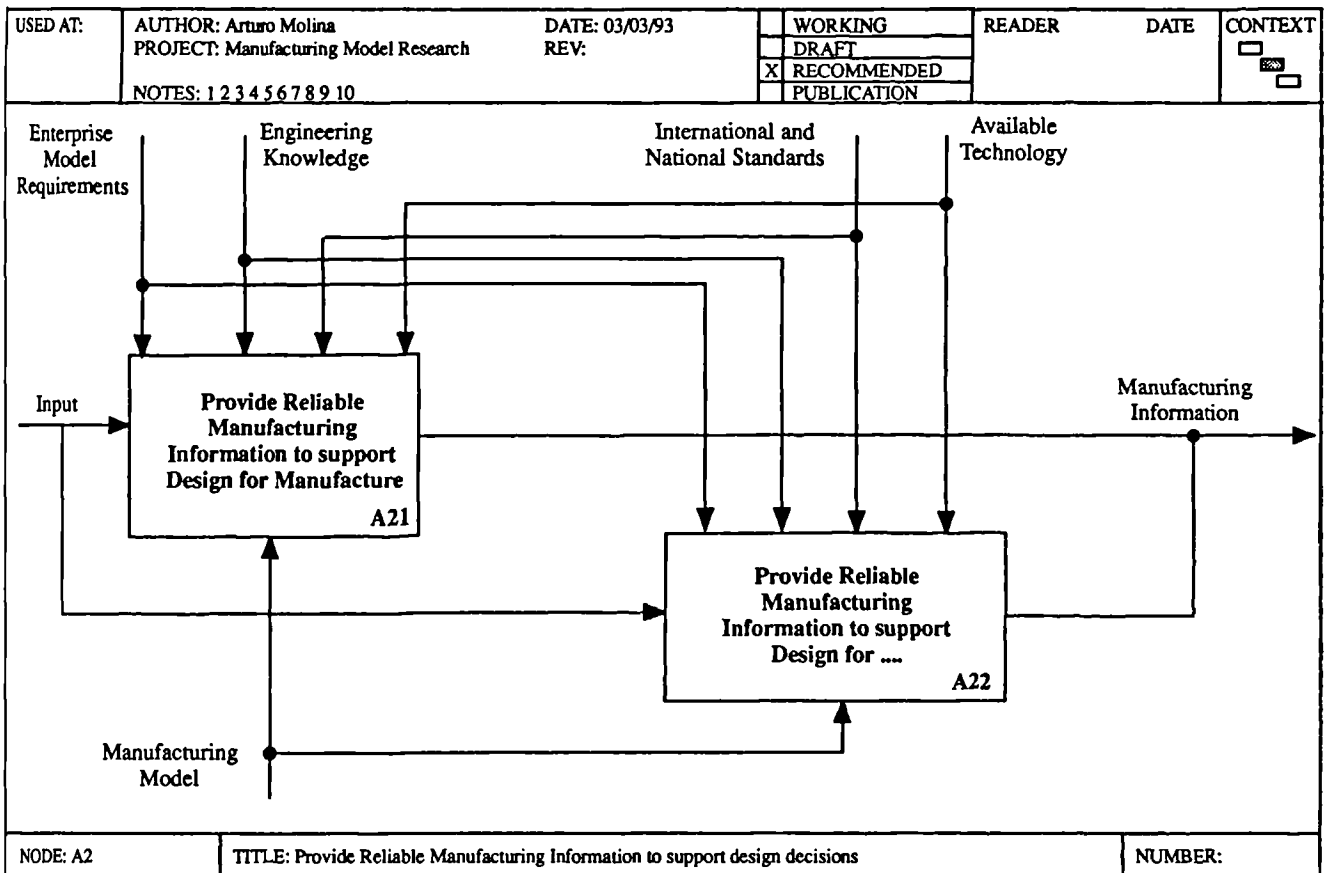 USED AT:
AUTHOR: Arturo Molina
DATE: 03/03/93
PROJECT: Manufacturing Model Research
REV:
NOTES: 1 2 3 4 5 6 7 8 9 10
WORKING
DRAFT
X RECOMMENDED
PUBLICATION
READER
DATE
CONTEXT
Enterprise
Model
Requirements
Engineering
Knowledge
International and
National Standards
Available
Technology
Input
Provide Reliable
Manufacturing
Information to support
Design for Manufacture
A21
Manufacturing
Information
Provide Reliable
Manufacturing
Information to support
Design for ....
A22
Manufacturing
Model
NODE: A2
TITLE: Provide Reliable Manufacturing Information to support design decisions
NUMBER: